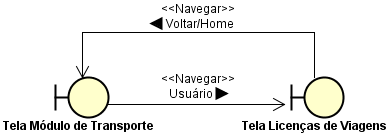 <<Navegar>>
Voltar/Home
<<Navegar>>
Usuário
Tela Módulo de Transporte
Tela Licenças de Viagens